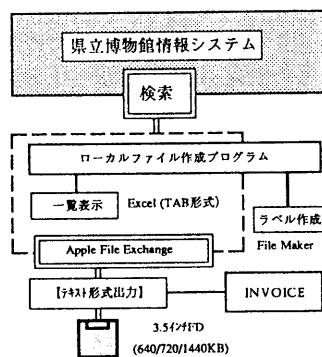 県立博物館情報システム
検索
ローカルファイル作成プログラム
一覧表示
Excel (TAB形式)
ラベル作成
File Maker
Apple File Exchange
【テキスト形式出力】
INVOICE
3.5インチFD
(640/720/1440KB)